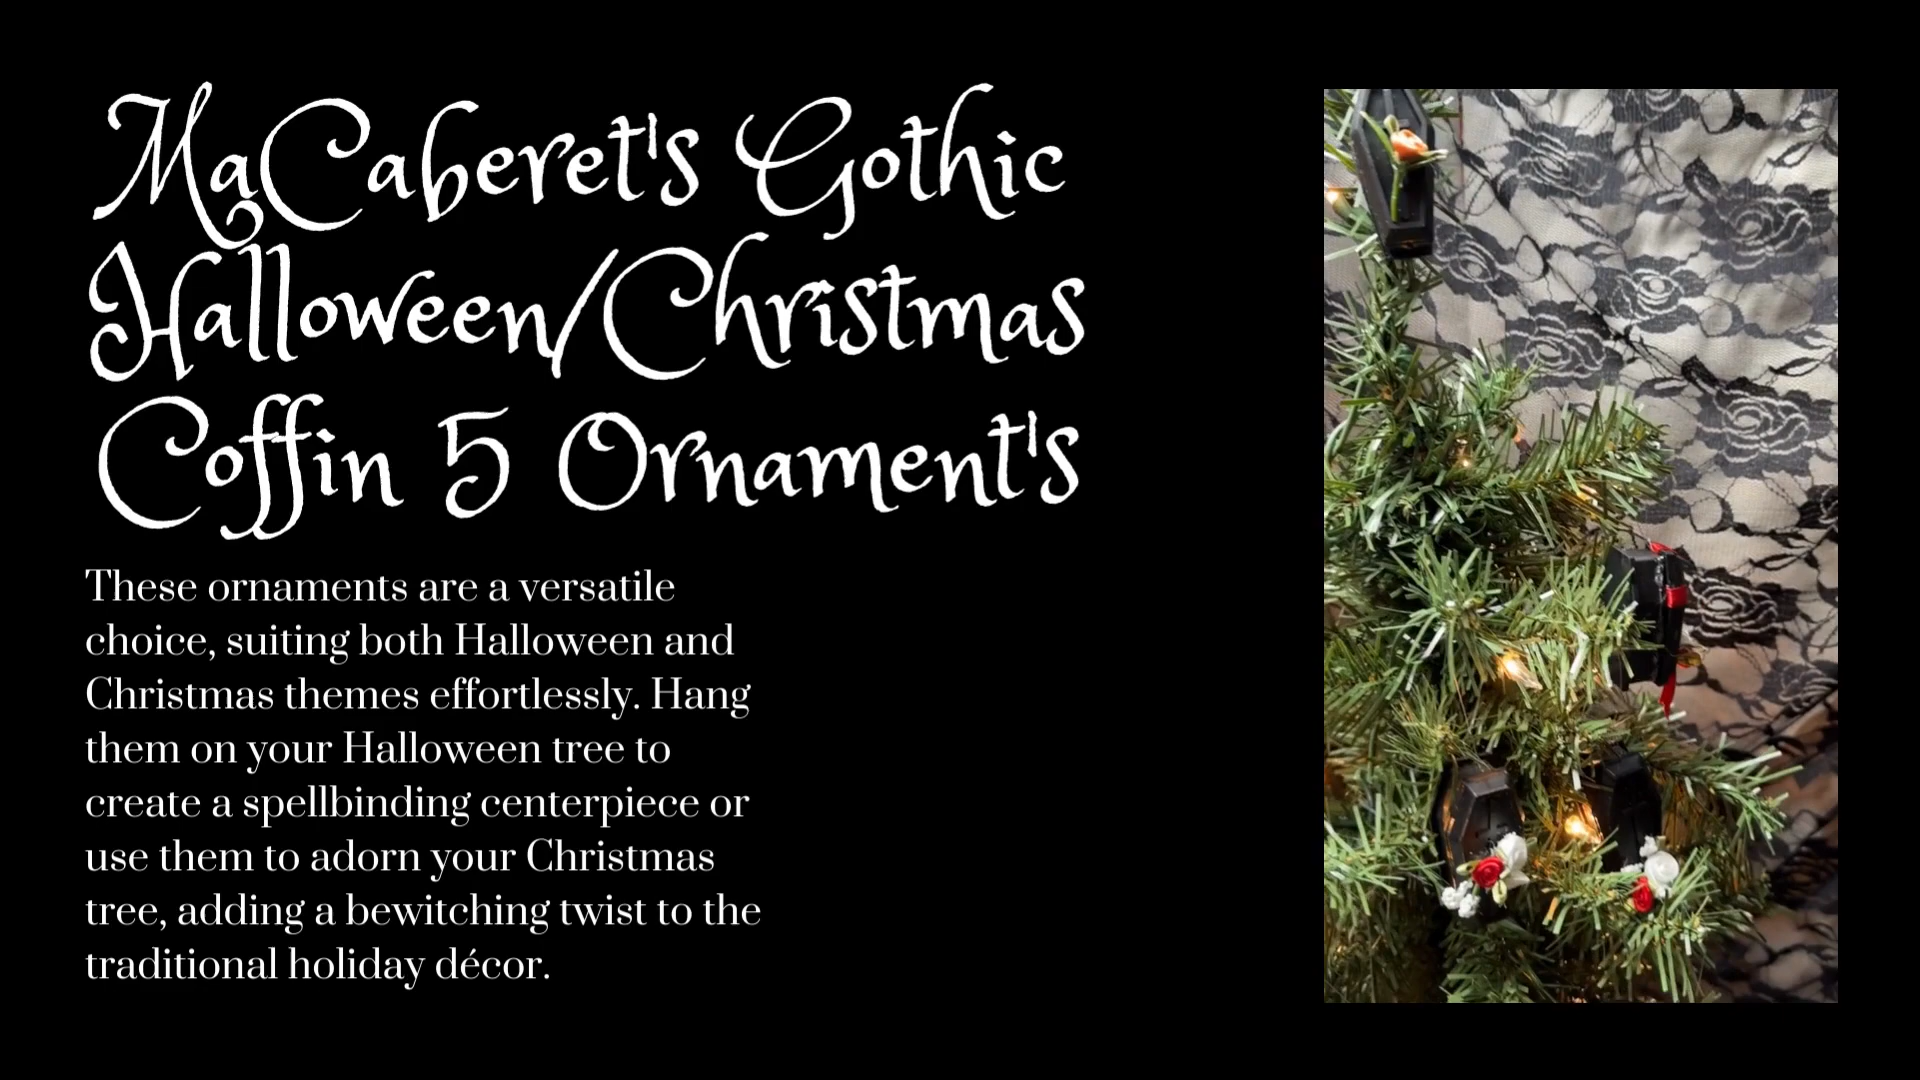 MaCaberet's Gothic
Halloween/Christmas
Coffin 5 Ornament's
These ornaments are a versatile
choice, suiting both Halloween and
Christmas themes effortlessly. Hang
them on your Halloween tree to
create a spellbinding centerpiece or
use them to adorn your Christmas
tree, adding a bewitching twist to the
traditional holiday décor.